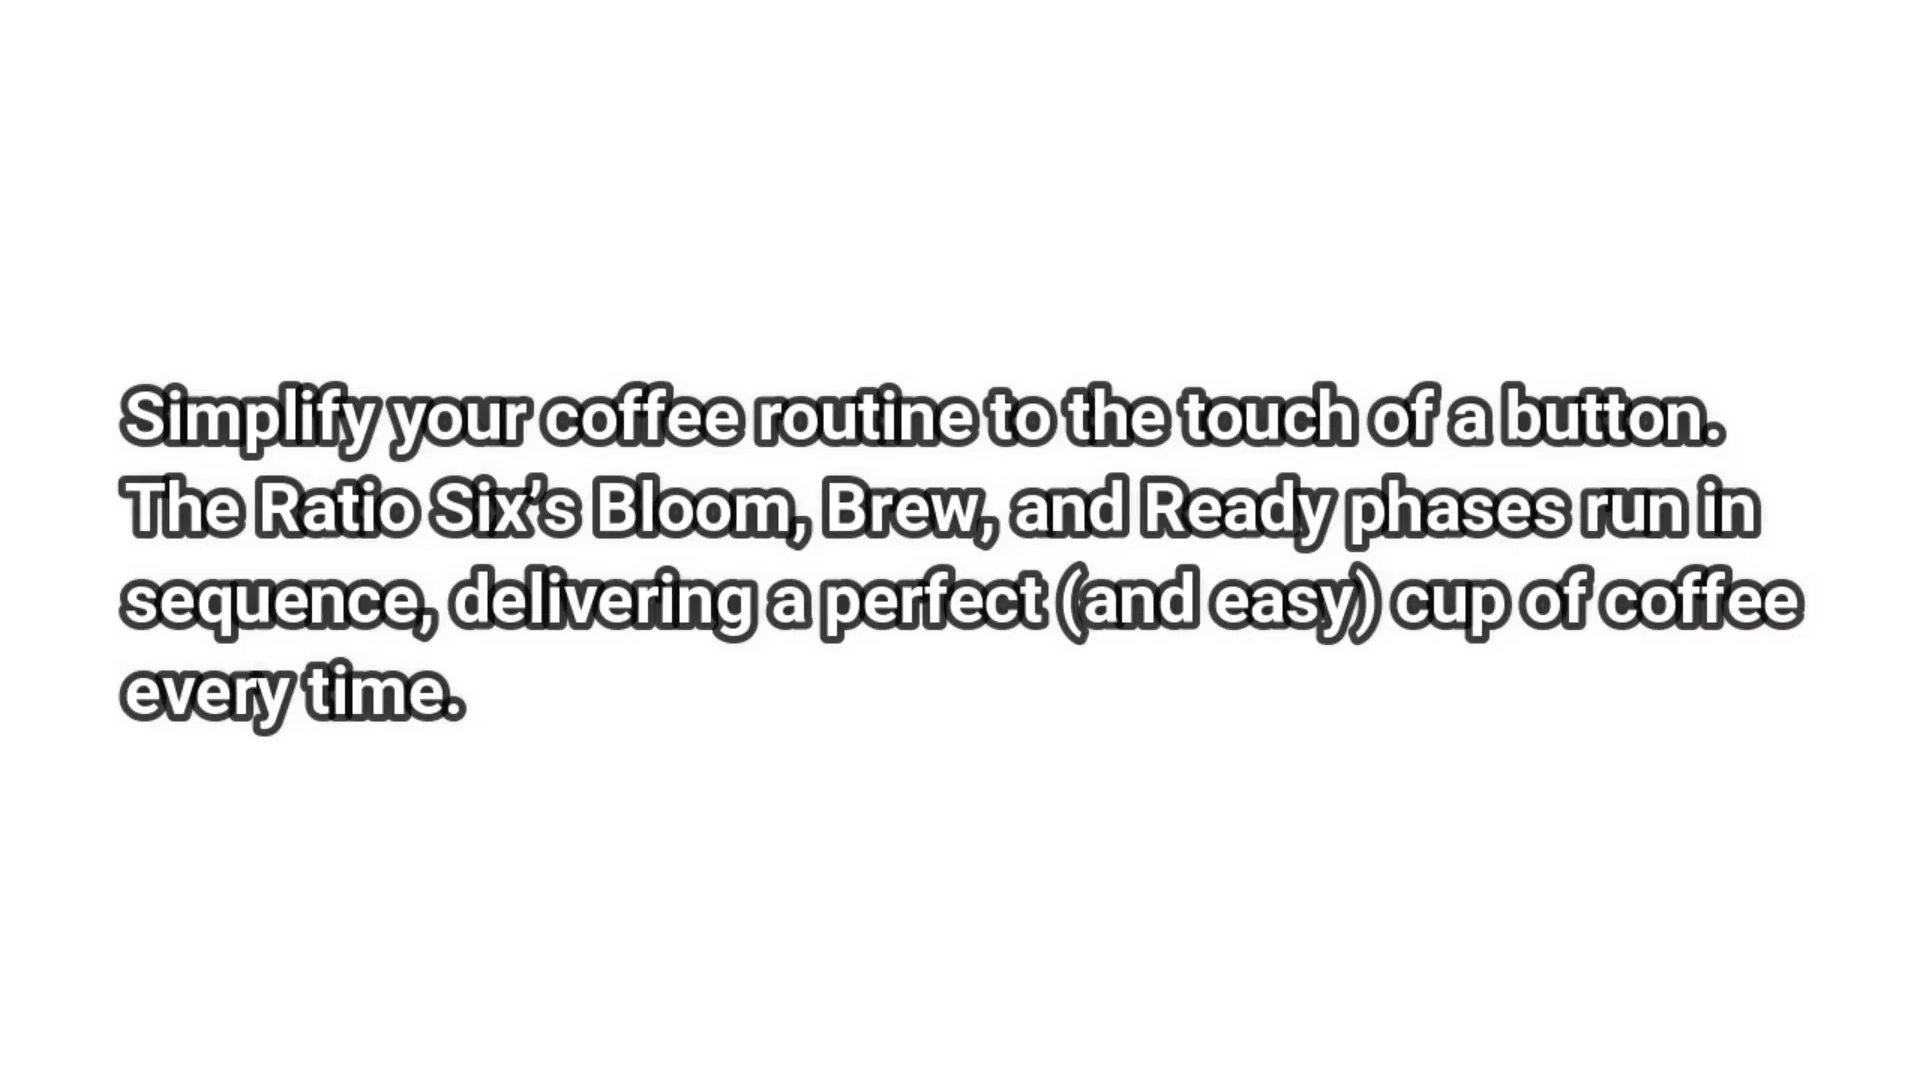 Simplify your coffee routine to the touch of a button.
The Ratio Six’s Bloom, Brew, and Ready phases run in
sequence, delivering a perfect (and easy) cup of coffee
every time.